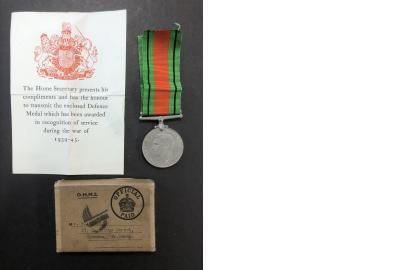 The Home Secretary presents his
compliments and has the honour
to transmit the enclosed Defence
Medal which has been awarded
in recognition of service
during the war of
1939-45.
O.H.M.S.
OFFICIAL
PAID